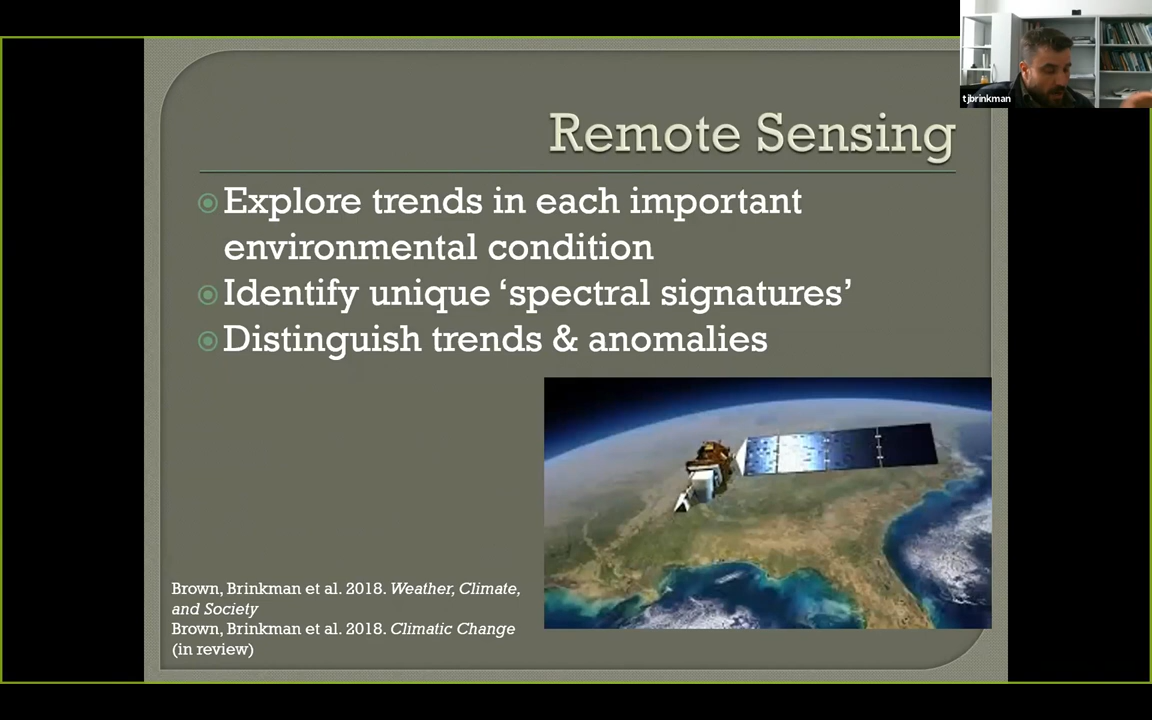 tjbrinkman
Remote Sensing
Explore trends in each important
environmental condition
Identify unique ‘spectral signatures’
Distinguish trends & anomalies
Brown, Brinkman et al. 2018. Weather, Climate,
and Society
Brown, Brinkman et al. 2018. Climatic Change
(in review)